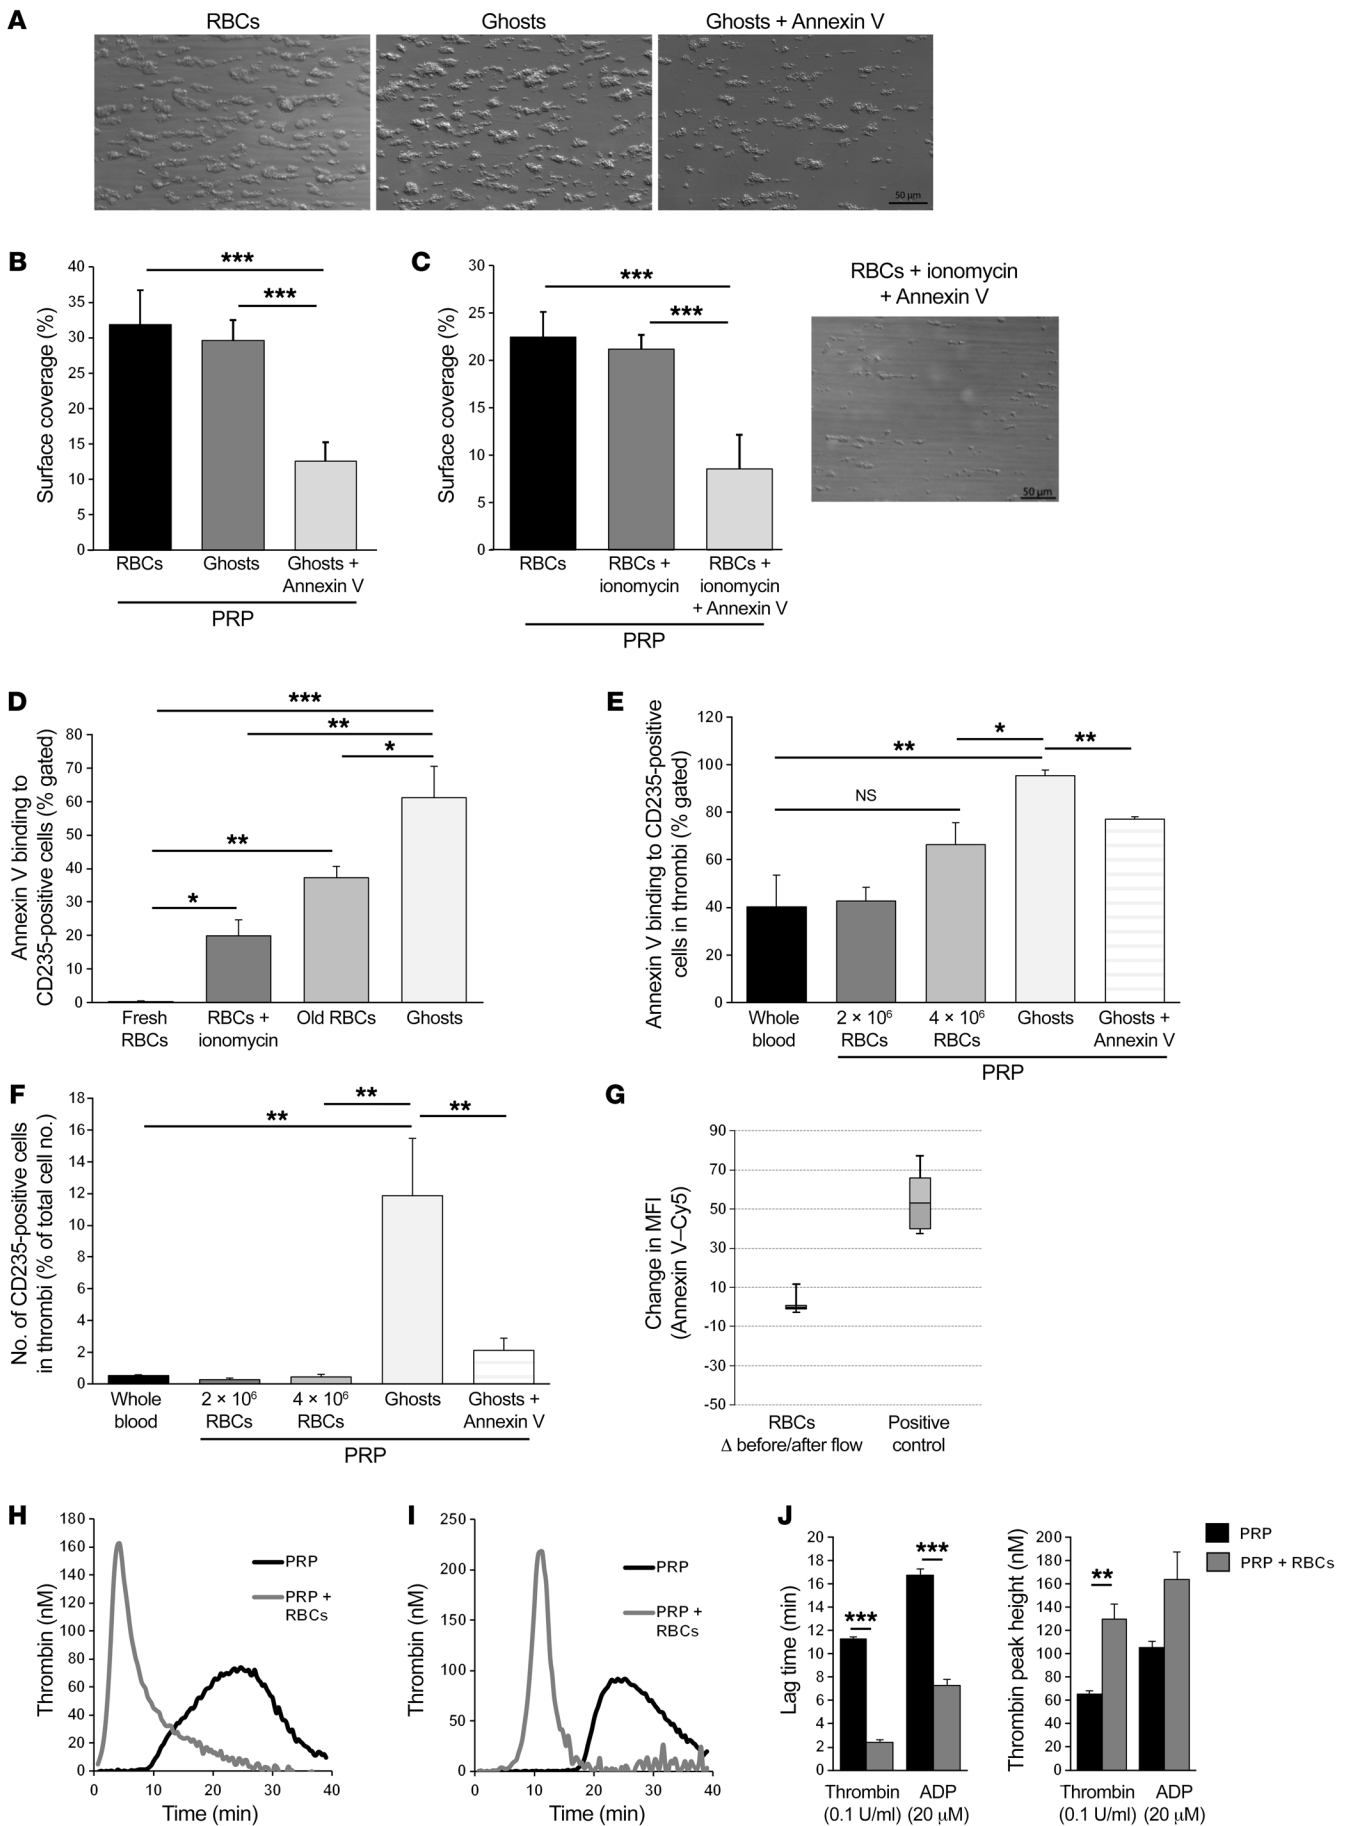 A
RBCs
Ghosts
Ghosts + Annexin V
50 µm
B
Surface coverage (%)
40
35
30
25
20
15
10
5
0
***
***
RBCs
Ghosts
Ghosts +
Annexin V
PRP
C
Surface coverage (%)
30
25
20
15
10
5
0
***
***
RBCs
RBCs +
ionomycin
RBCs +
ionomycin
+ Annexin V
PRP
RBCs + ionomycin
+ Annexin V
50 µm
D
Annexin V binding to
CD235-positive cells (% gated)
80
70
60
50
40
30
20
10
0
***
**
*
**
*
Fresh
RBCs
RBCs +
ionomycin
Old RBCs
Ghosts
E
Annexin V binding to CD235-positive
cells in thrombi (% gated)
120
100
80
60
40
20
0
*
**
**
NS
Whole
blood
2 × 10⁶
RBCs
4 × 10⁶
RBCs
Ghosts
Ghosts +
Annexin V
PRP
F
No. of CD235-positive cells
in thrombi (% of total cell no.)
18
16
14
12
10
8
6
4
2
0
**
**
**
Whole
blood
2 × 10⁶
RBCs
4 × 10⁶
RBCs
Ghosts
Ghosts +
Annexin V
PRP
G
Change in MFI
(Annexin V–Cy5)
90
70
50
30
10
-10
-30
-50
RBCs
Δ before/after flow
Positive
control
H
Thrombin (nM)
180
160
140
120
100
80
60
40
20
0
PRP
PRP +
RBCs
0 10 20 30 40
Time (min)
I
Thrombin (nM)
250
200
150
100
50
0
PRP
PRP +
RBCs
0 10 20 30 40
Time (min)
J
Lag time (min)
20
18
16
14
12
10
8
6
4
2
0
***
***
Thrombin
(0.1 U/ml)
ADP
(20 µM)
Thrombin peak height (nM)
200
180
160
140
120
100
80
60
40
20
0
**
Thrombin
(0.1 U/ml)
ADP
(20 µM)
PRP
PRP + RBCs